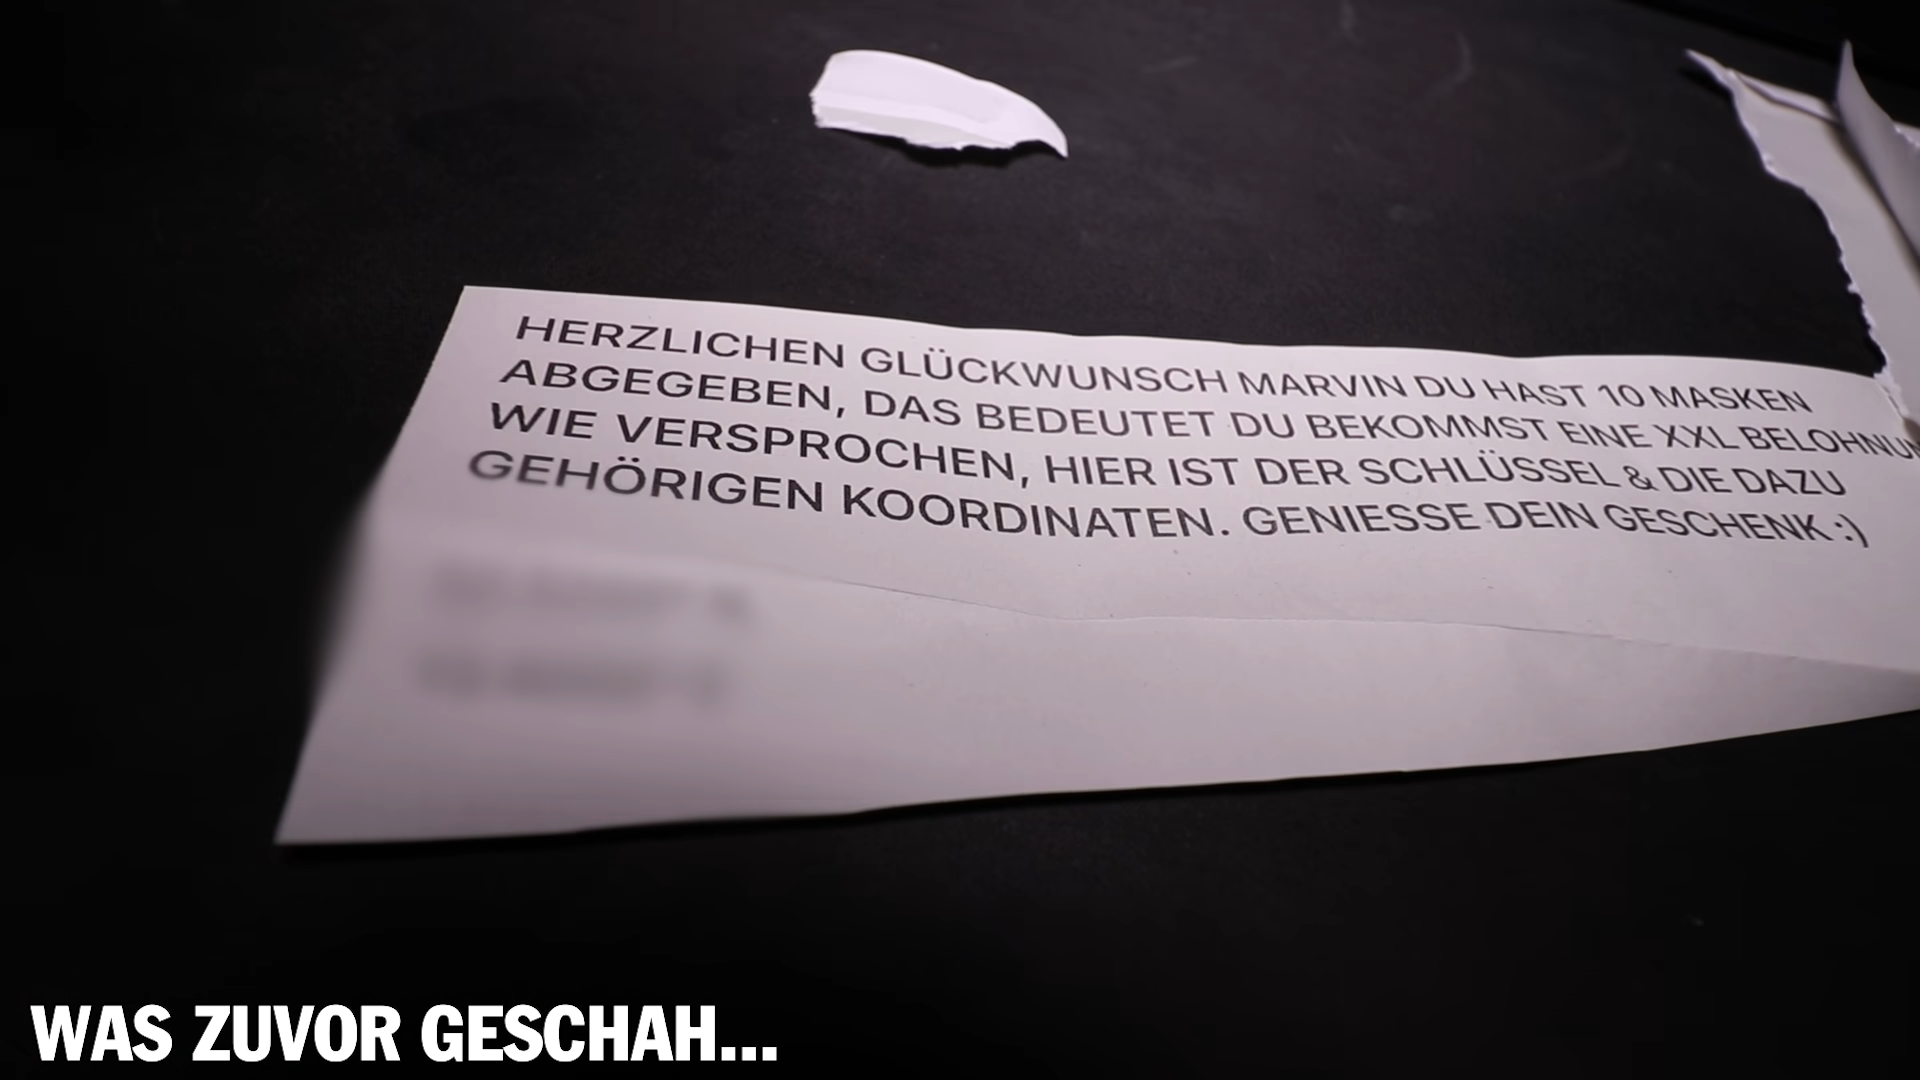 HERZLICHEN GLÜCKWUNSCH MARVIN DU HAST 10 MASKEN
ABGEGEBEN, DAS BEDEUTET DU BEKOMMST EINE XXL
WIE VERSPROCHEN, HIER IST DER SCHLÜSSEL & DIE DAZU
GEHÖRIGEN KOORDINATEN. GENIESSE DEIN GESCHENK :)
WAS ZUVOR GESCHAH...